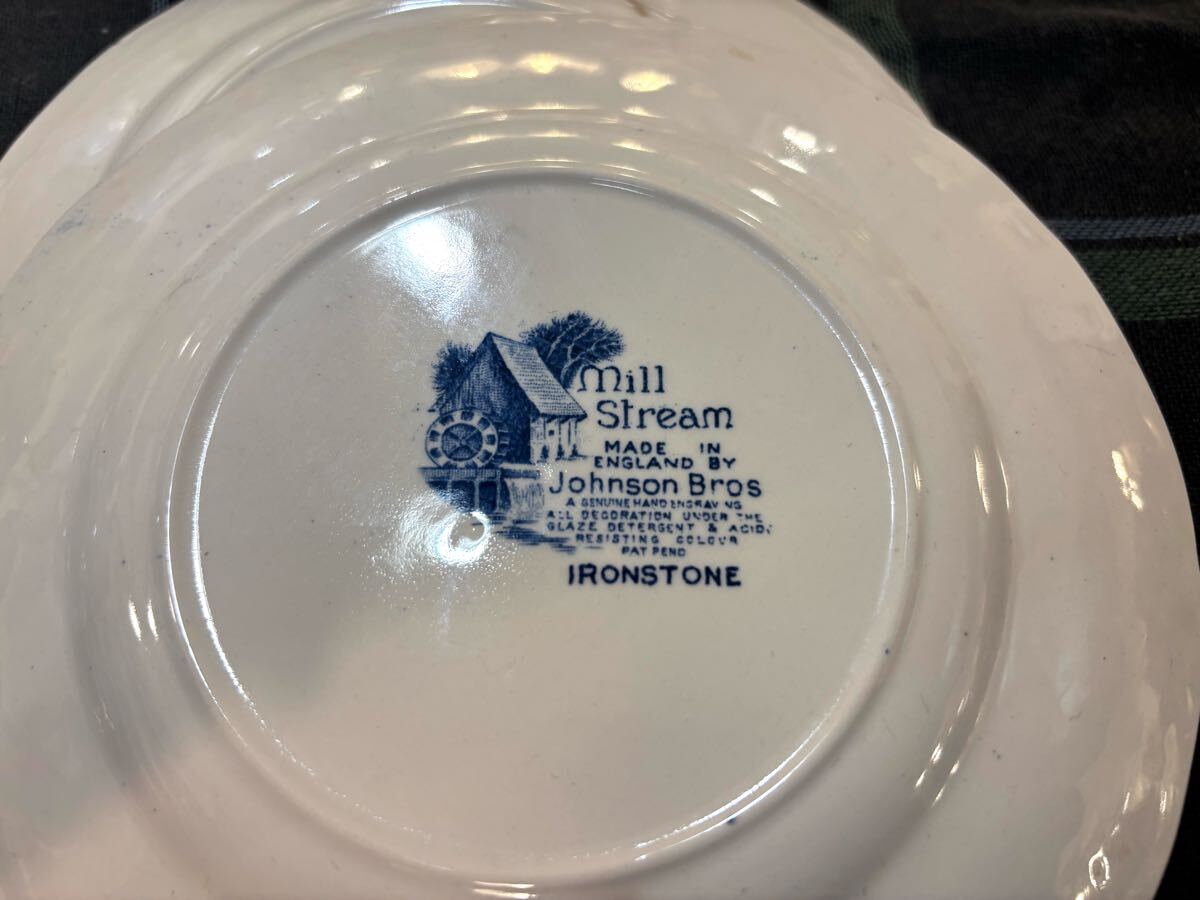 Mill
Stream
MADE IN
ENGLAND BY
Johnson Bros
A GENUINE HAND ENGRAVING
ALL DECORATION UNDER THE
GLAZE DETERGENT & ACID
RESISTING COLOUR
PAT PEND
IRONSTONE